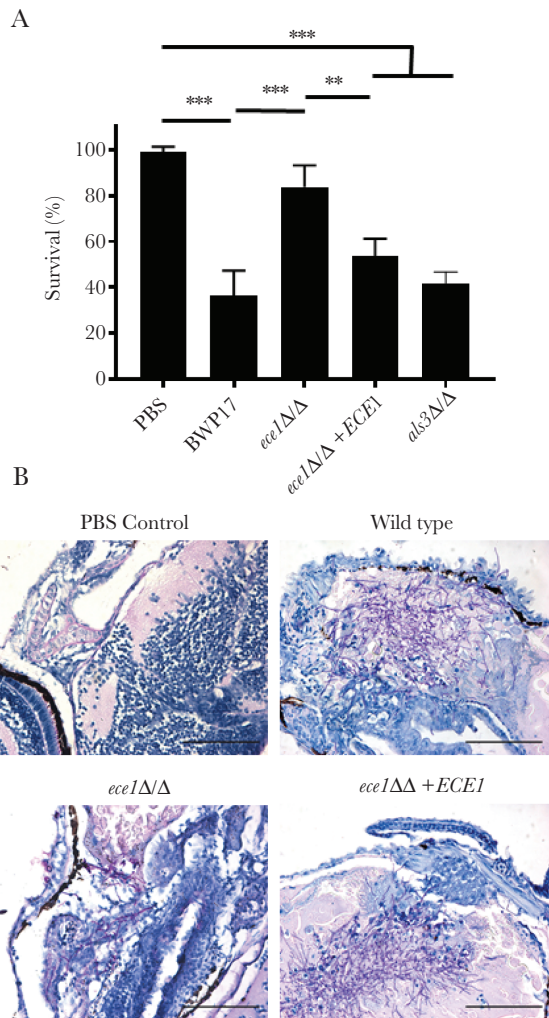 A
***
***
***
**
Survival (%)
100
80
60
40
20
0
PBS
BWP17
ece1Δ/Δ
ece1Δ/Δ +ECE1
als3Δ/Δ
B
PBS Control
Wild type
ece1Δ/Δ
ece1ΔΔ +ECE1